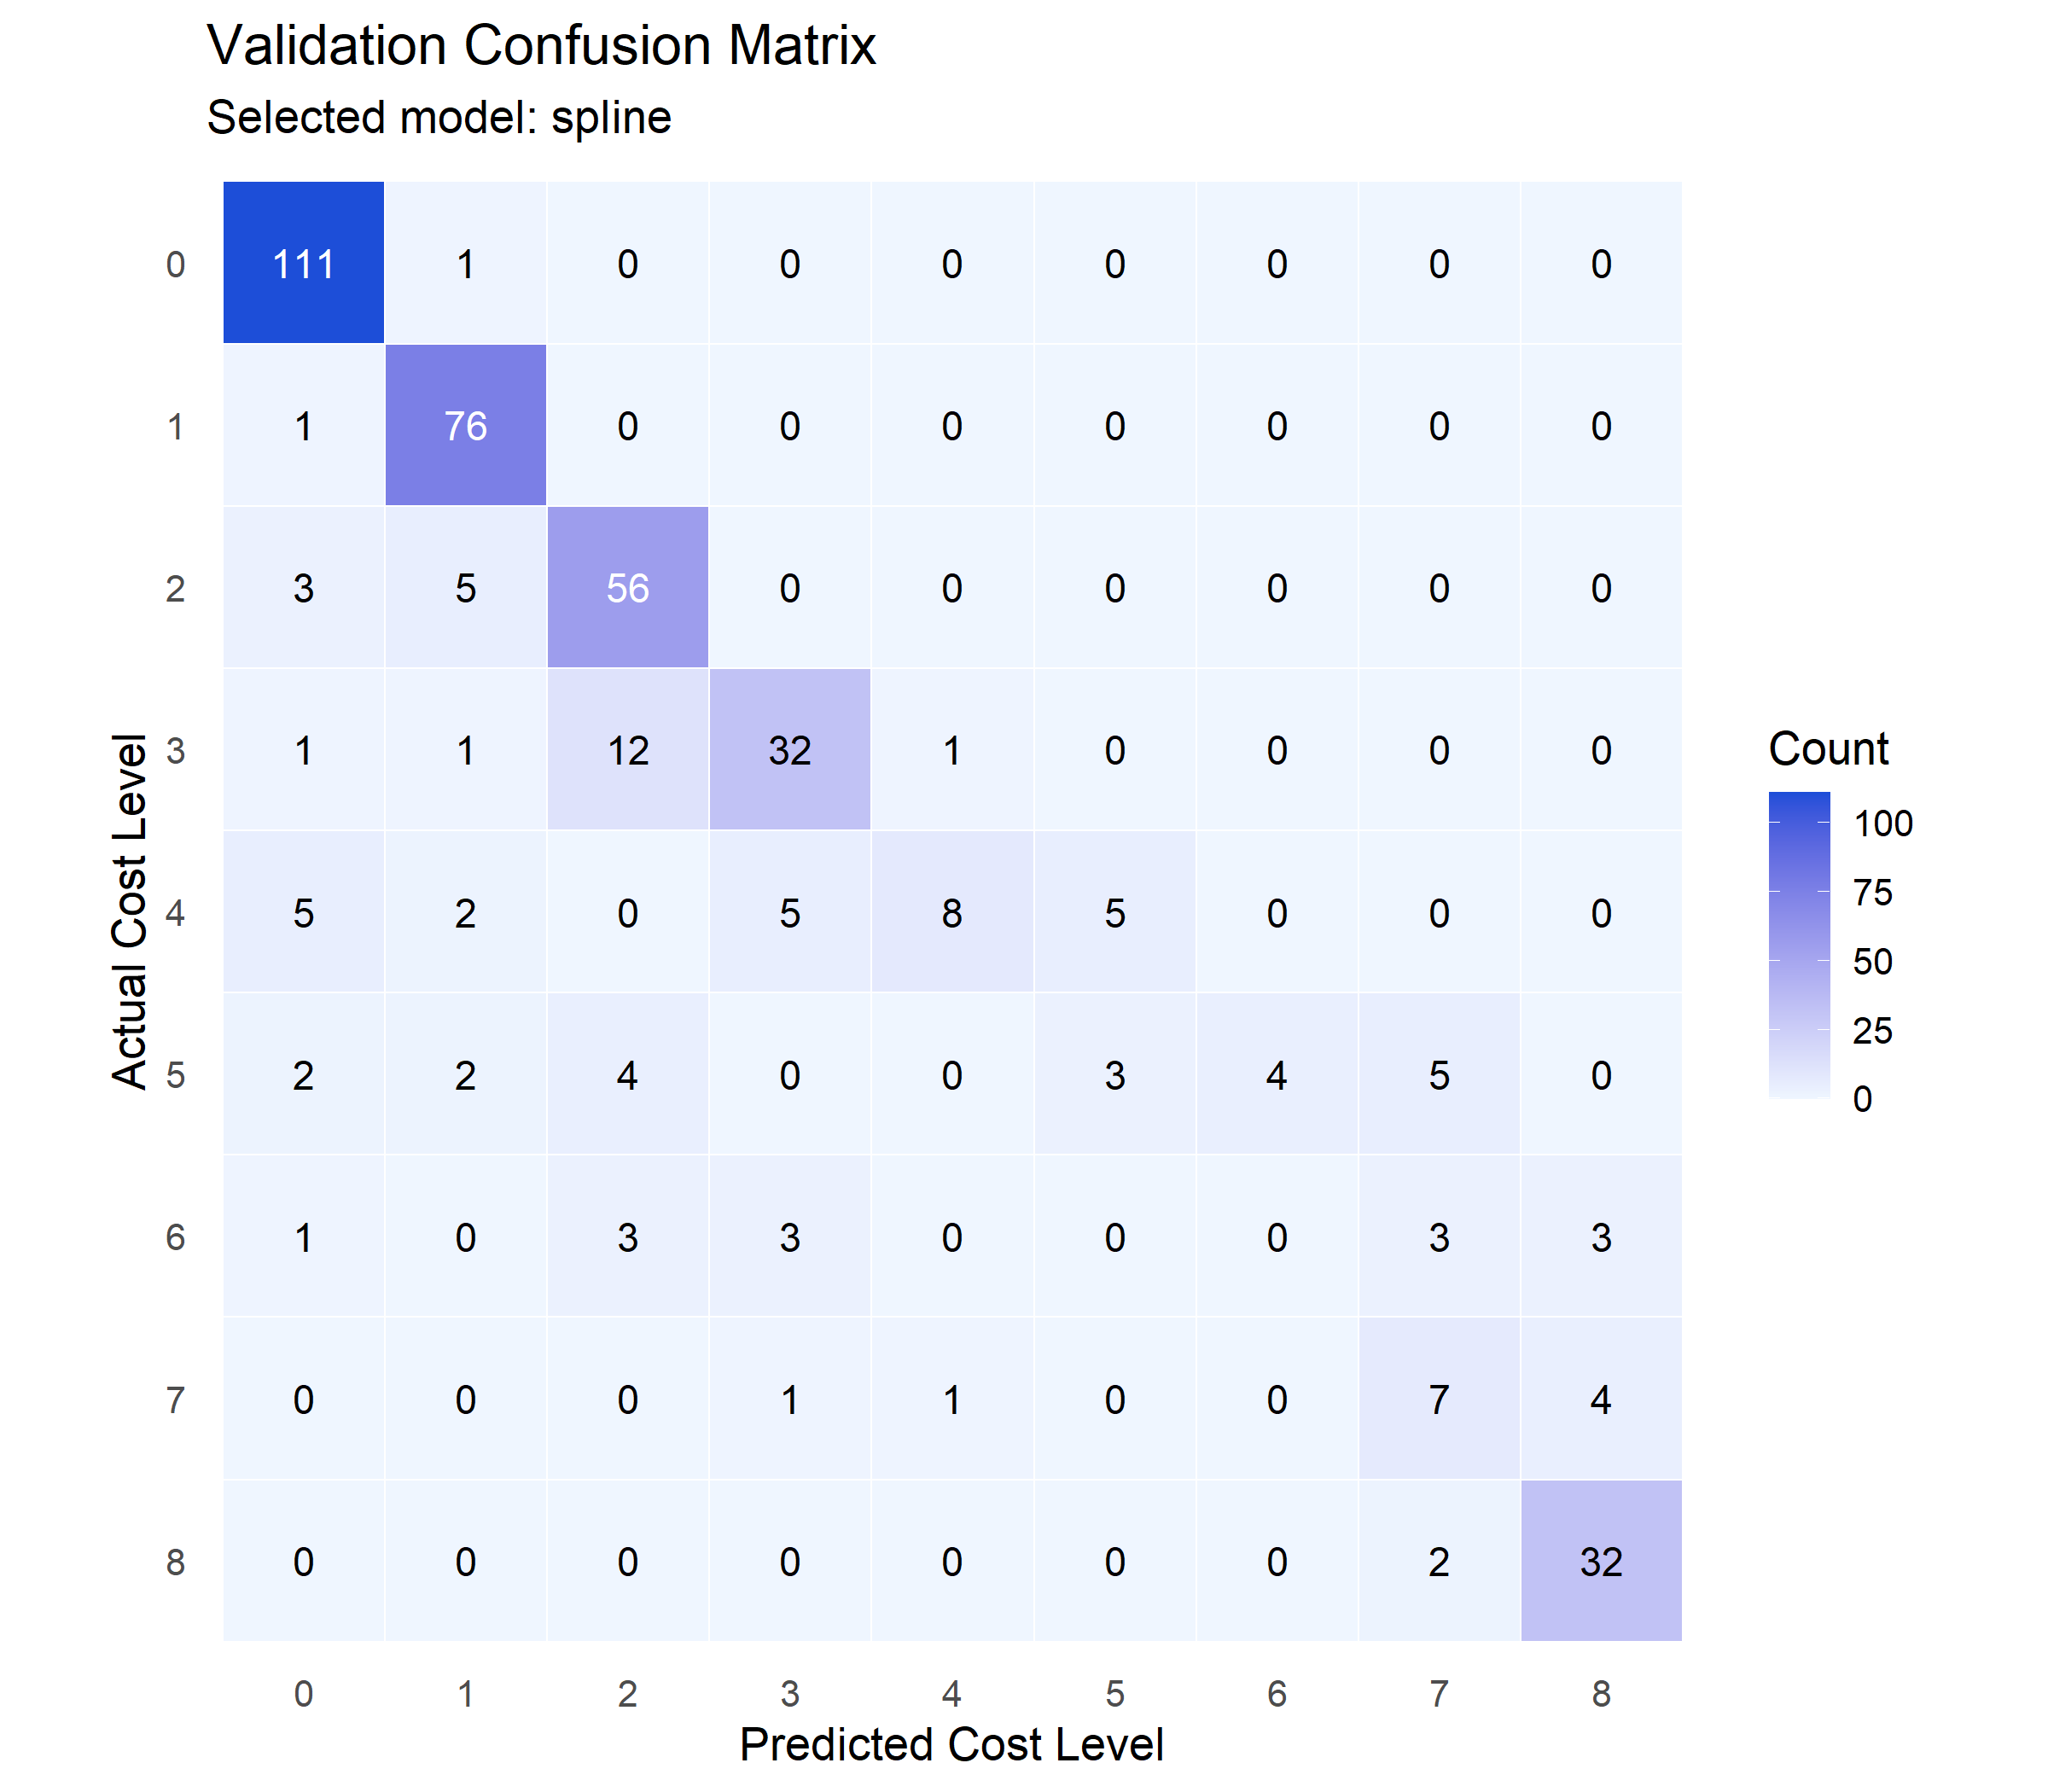 Validation Confusion Matrix
Selected model: spline
0 111 1 0 0 0 0 0 0 0
1 1 76 0 0 0 0 0 0 0
2 3 5 56 0 0 0 0 0 0
3 1 1 12 32 1 0 0 0 0
4 5 2 0 5 8 5 0 0 0
5 2 2 4 0 0 3 4 5 0
6 1 0 3 3 0 0 0 3 3
7 0 0 0 1 1 0 0 7 4
8 0 0 0 0 0 0 0 2 32
0 1 2 3 4 5 6 7 8
Predicted Cost Level
Actual Cost Level
Count
100
75
50
25
0